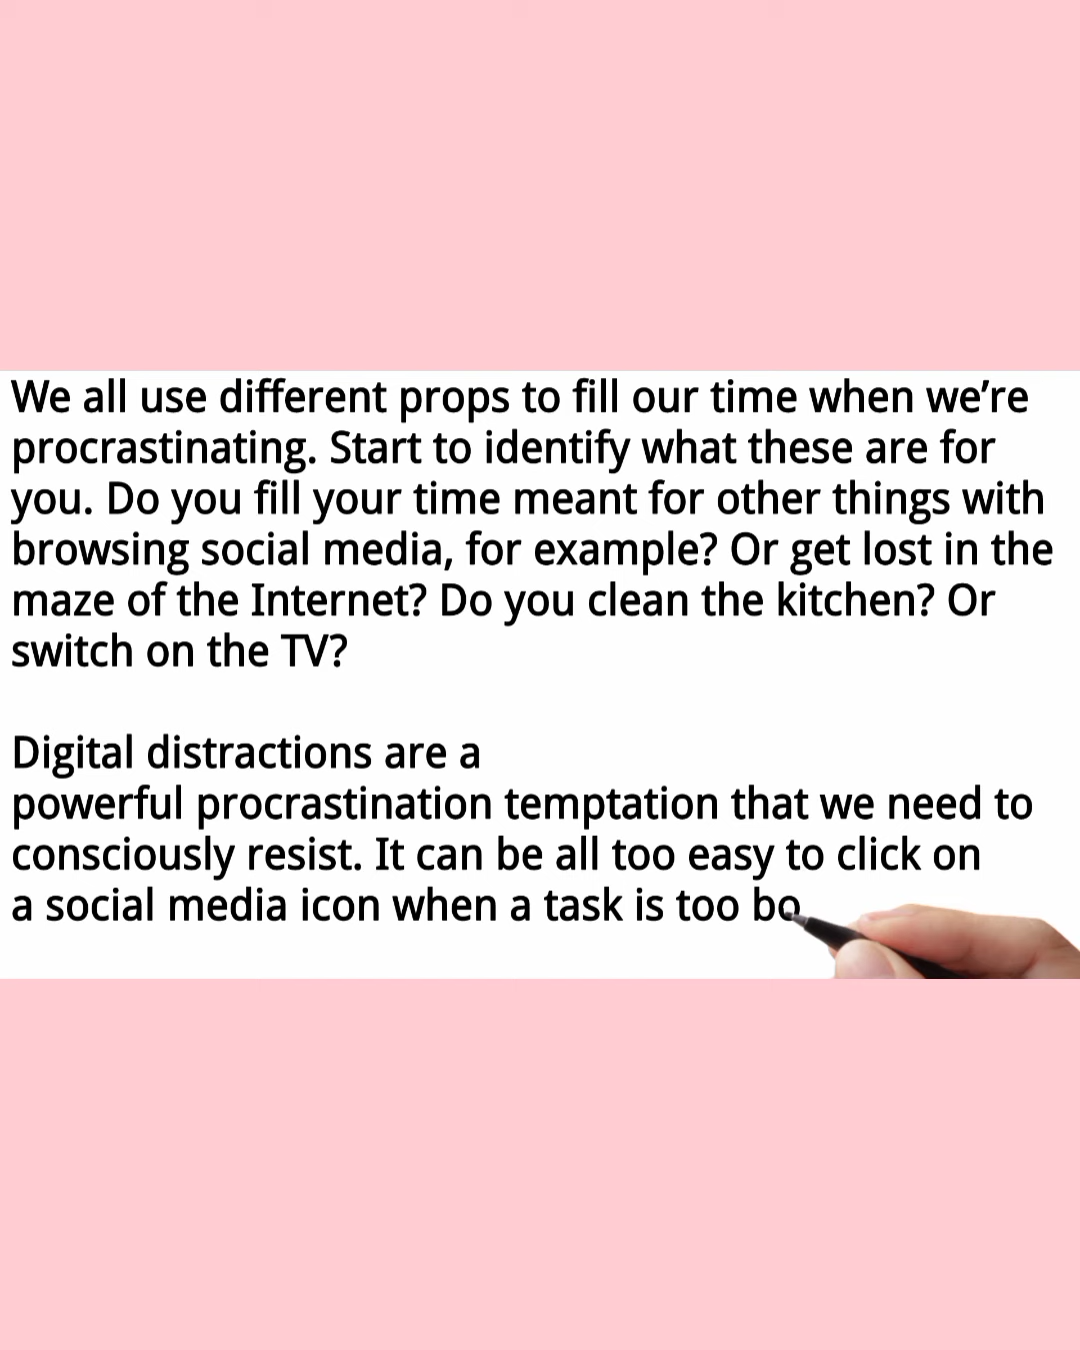 We all use different props to fill our time when we’re
procrastinating. Start to identify what these are for
you. Do you fill your time meant for other things with
browsing social media, for example? Or get lost in the
maze of the Internet? Do you clean the kitchen? Or
switch on the TV?
Digital distractions are a
powerful procrastination temptation that we need to
consciously resist. It can be all too easy to click on
a social media icon when a task is too bo